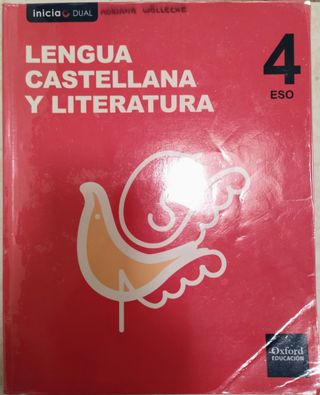 inicia DUAL
LENGUA
CASTELLANA
Y LITERATURA
4
ESO
Oxford
EDUCACIÓN